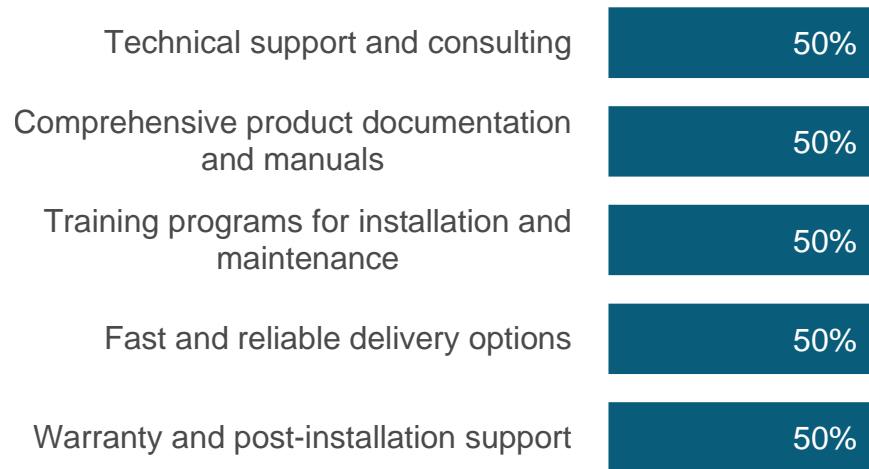 Technical support and consulting 50%
Comprehensive product documentation
and manuals 50%
Training programs for installation and
maintenance 50%
Fast and reliable delivery options 50%
Warranty and post-installation support 50%